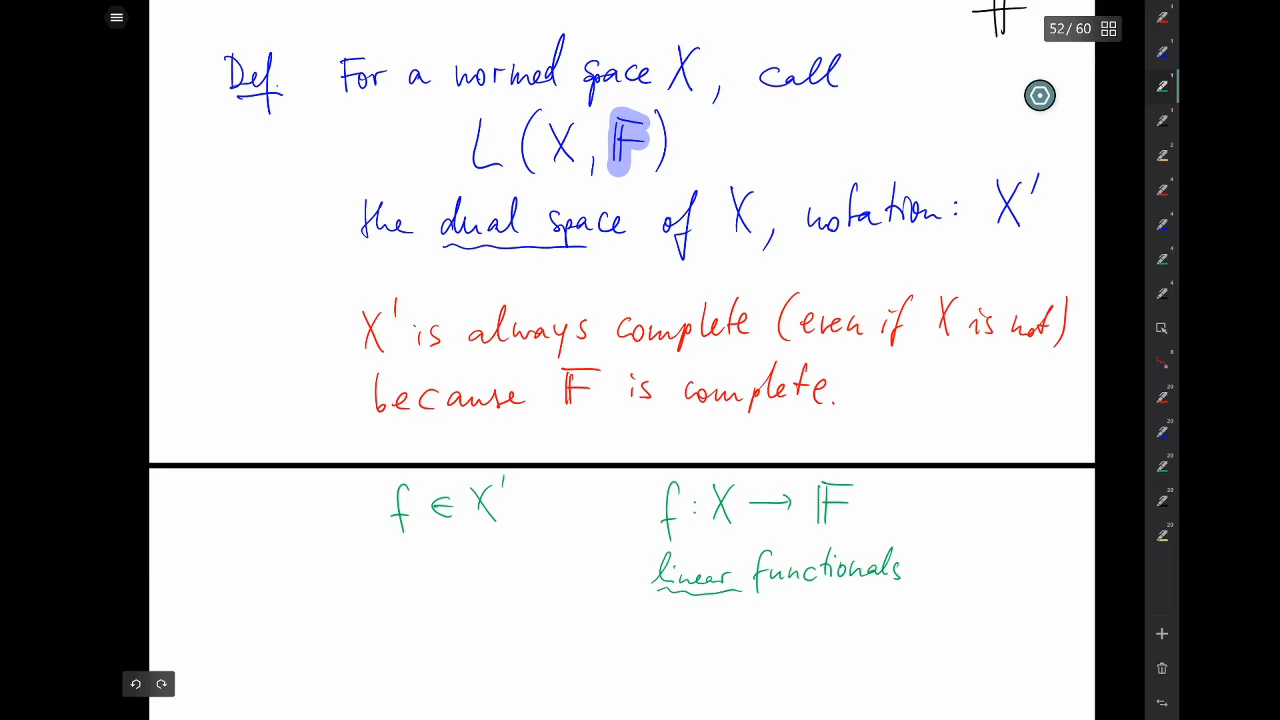 52/60
Def. For a normed space X, call
L(X, 𝔽)
the dual space of X, notation: X'
X' is always complete (even if X is not)
because 𝔽 is complete.
f ∈ X' f : X → 𝔽
linear functionals